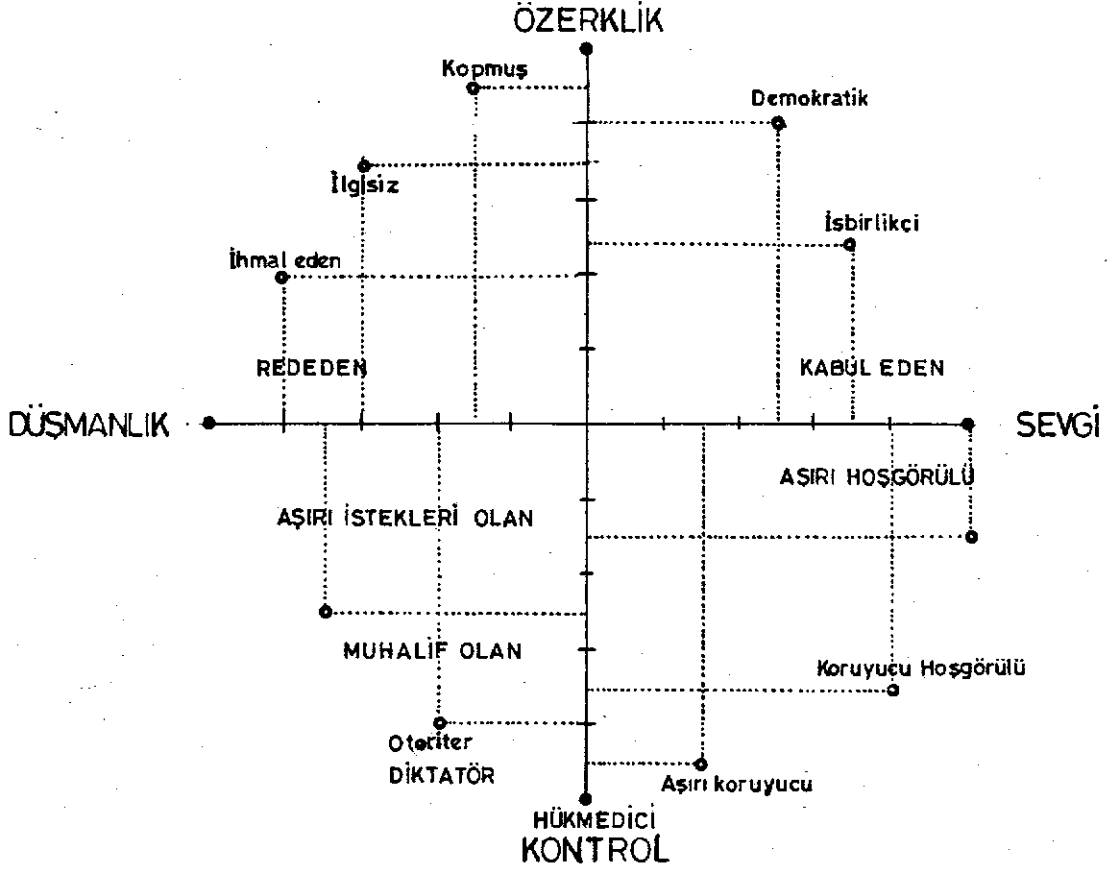 ÖZERKLİK
Kopmuş
Demokratik
İlgisiz
İsbirlikçi
İhmal eden
REDEDEN
KABUL EDEN
DÜŞMANLIK
SEVGİ
AŞIRI HOŞGÖRÜLÜ
AŞIRI İSTEKLERİ OLAN
MUHALİF OLAN
Koruyucu Hoşgörülü
Otoriter
DİKTATÖR
Aşırı koruyucu
HÜKMEDİCİ
KONTROL